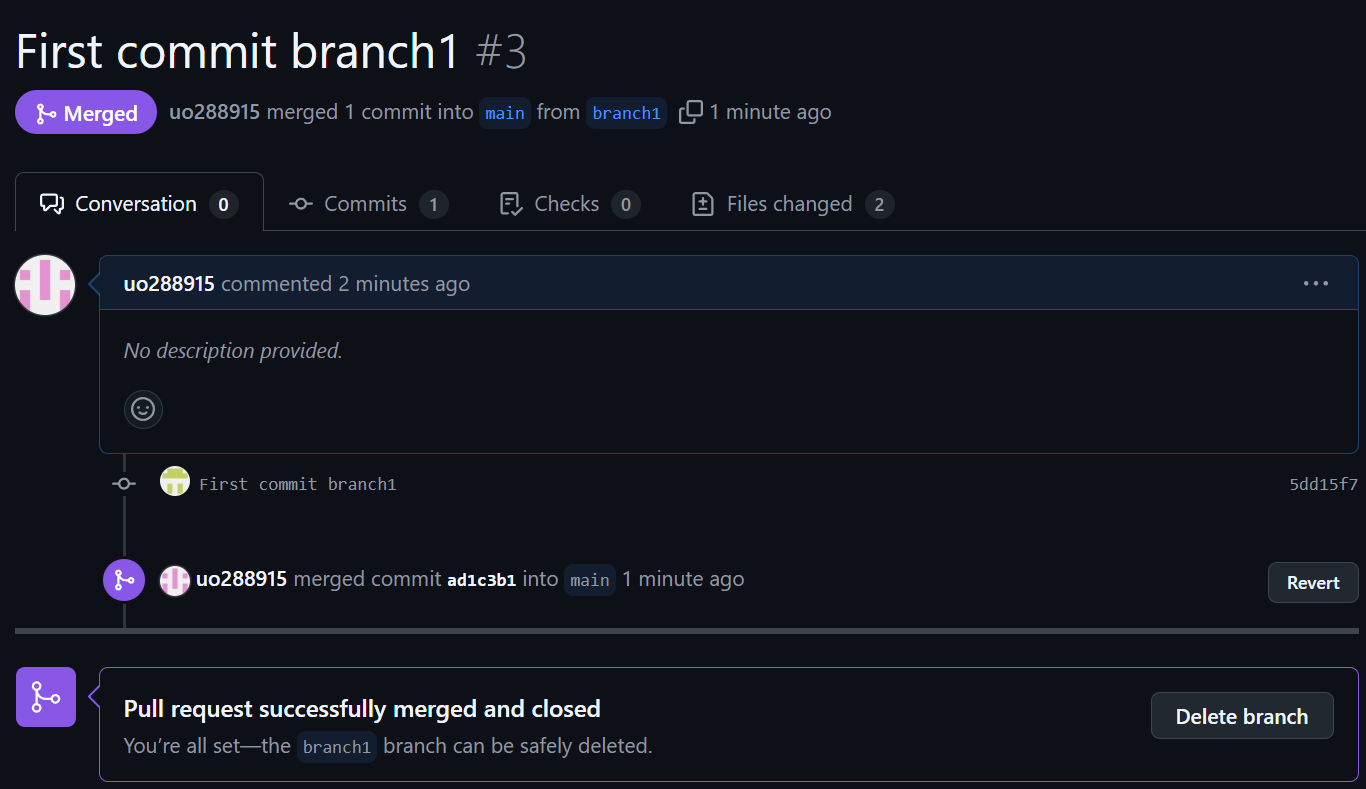 First commit branch1 #3
Merged uo288915 merged 1 commit into main from branch1 1 minute ago
Conversation 0 Commits 1 Checks 0 Files changed 2
uo288915 commented 2 minutes ago
No description provided.
First commit branch1 5dd15f7
uo288915 merged commit ad1c3b1 into main 1 minute ago Revert
Pull request successfully merged and closed
You’re all set—the branch1 branch can be safely deleted.
Delete branch